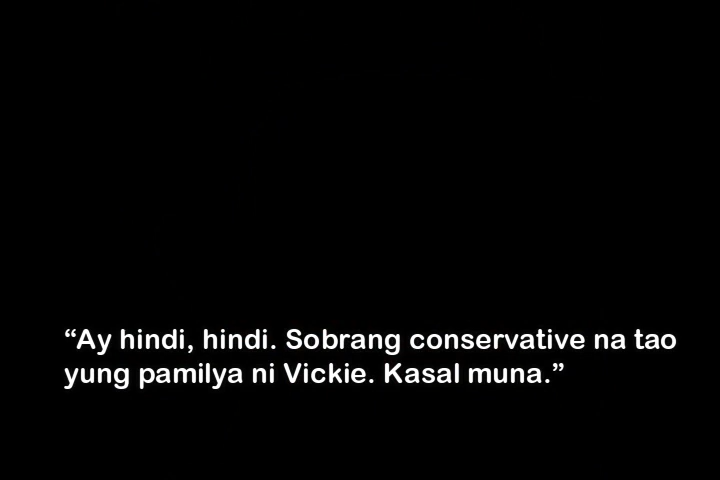 “Ay hindi, hindi. Sobrang conservative na tao
yung pamilya ni Vickie. Kasal muna.”